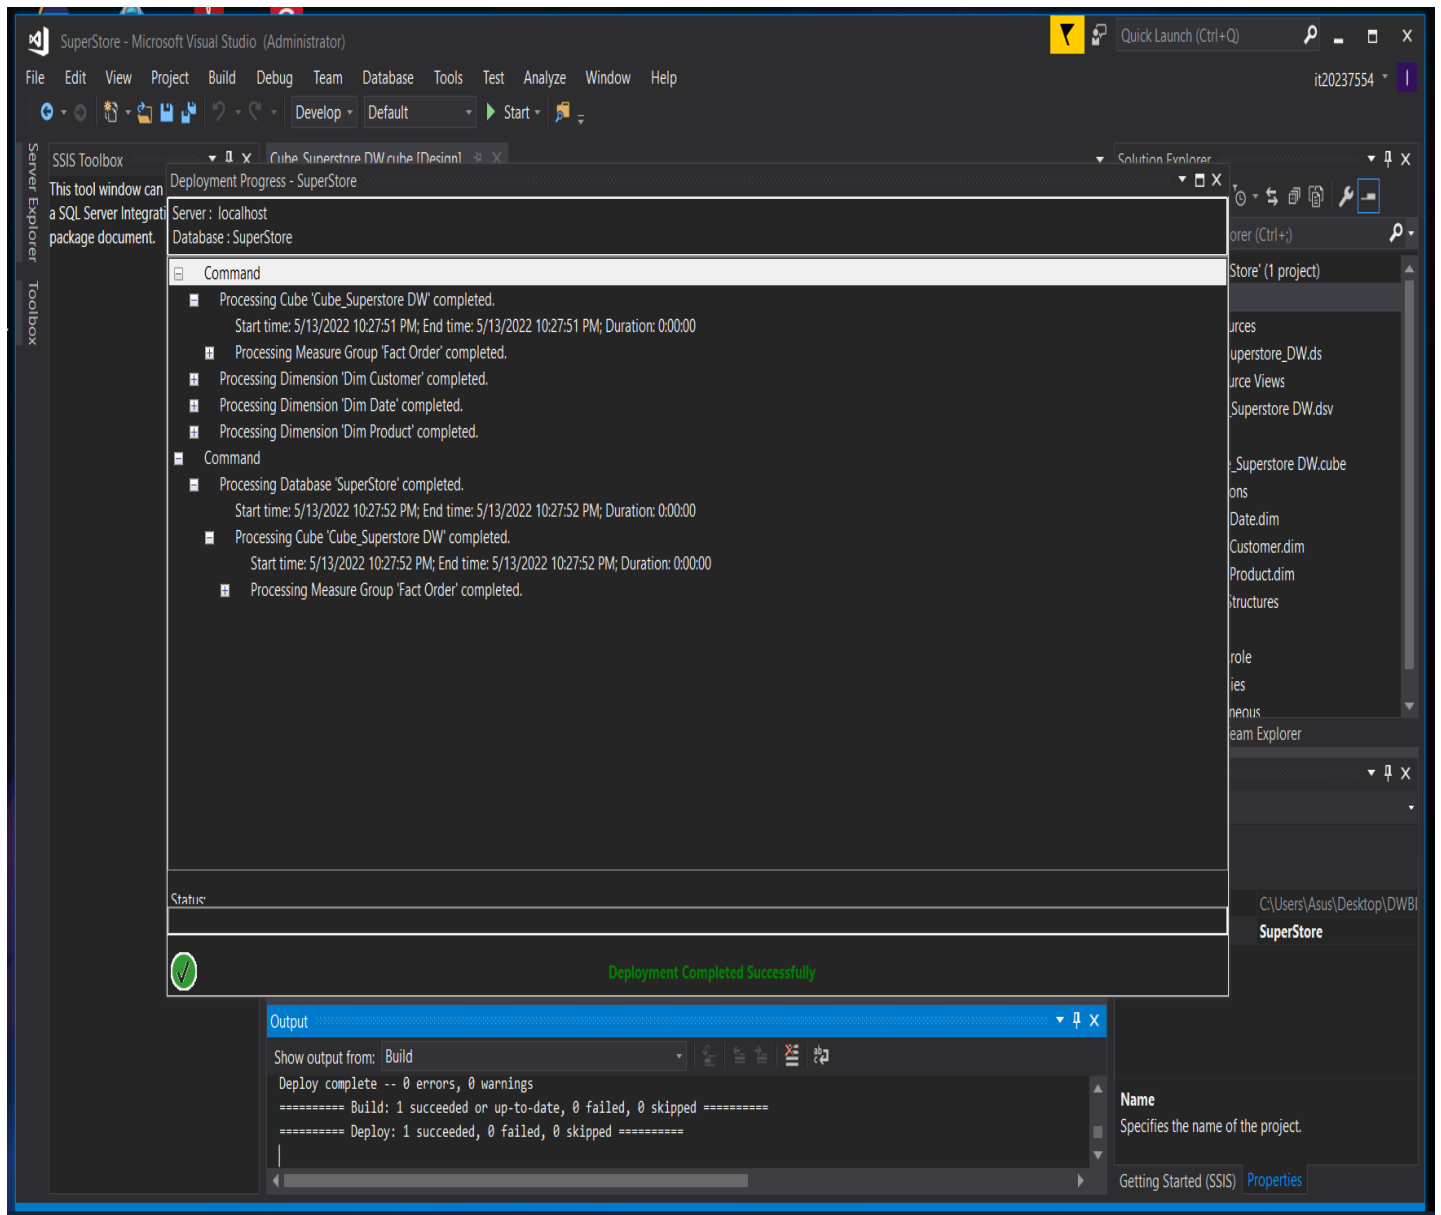 SuperStore - Microsoft Visual Studio (Administrator)
Quick Launch (Ctrl+Q)
File Edit View Project Build Debug Team Database Tools Test Analyze Window Help
it20237554
Develop Default Start
Server Explorer
Toolbox
SSIS Toolbox
This tool window can
a SQL Server Integrati
package document.
Cube_Superstore DW.cube [Design]
Deployment Progress - SuperStore
Server : localhost
Database : SuperStore
Command
Processing Cube 'Cube_Superstore DW' completed.
Start time: 5/13/2022 10:27:51 PM; End time: 5/13/2022 10:27:51 PM; Duration: 0:00:00
Processing Measure Group 'Fact Order' completed.
Processing Dimension 'Dim Customer' completed.
Processing Dimension 'Dim Date' completed.
Processing Dimension 'Dim Product' completed.
Command
Processing Database 'SuperStore' completed.
Start time: 5/13/2022 10:27:52 PM; End time: 5/13/2022 10:27:52 PM; Duration: 0:00:00
Processing Cube 'Cube_Superstore DW' completed.
Start time: 5/13/2022 10:27:52 PM; End time: 5/13/2022 10:27:52 PM; Duration: 0:00:00
Processing Measure Group 'Fact Order' completed.
Status:
Deployment Completed Successfully
Solution Explorer
orer (Ctrl+;)
Store' (1 project)
urces
uperstore_DW.ds
urce Views
_Superstore DW.dsv
_Superstore DW.cube
ons
Date.dim
Customer.dim
Product.dim
Structures
role
ies
neous
eam Explorer
C:\Users\Asus\Desktop\DWBI
SuperStore
Output
Show output from: Build
Deploy complete -- 0 errors, 0 warnings
========== Build: 1 succeeded or up-to-date, 0 failed, 0 skipped ==========
========== Deploy: 1 succeeded, 0 failed, 0 skipped ==========
Name
Specifies the name of the project.
Getting Started (SSIS) Properties